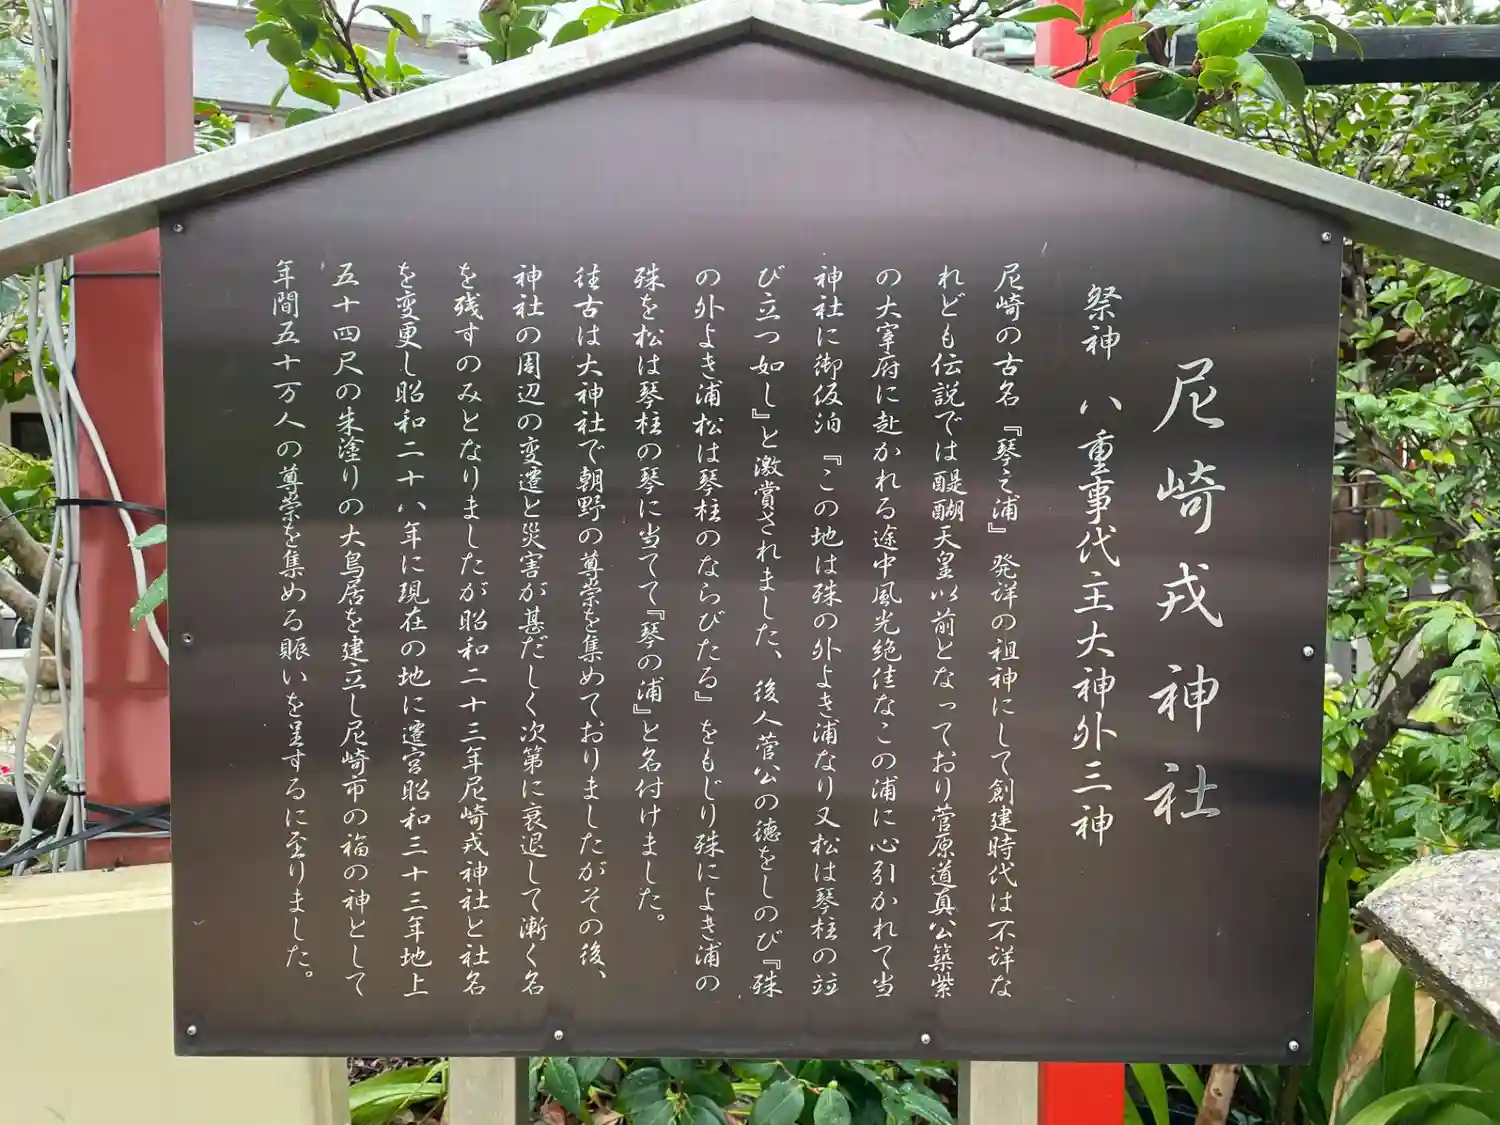 尼崎戎神社
祭神 八重事代主大神外三神
尼崎の古名『琴之浦』発祥の祖神にして創建時代は不詳な
れども伝説では醍醐天皇以前となっており菅原道真公築紫
の大宰府に赴かれる途中風光絶佳なこの浦に心引かれて当
神社に御仮泊『この地は殊の外よき浦なり又松は琴柱の竝
び立つ如し』と激賞されました、後人菅公の徳をしのび『殊
の外よき浦松は琴柱のならびたる』をもじり殊によき浦の
殊を松は琴柱の琴に当てて『琴の浦』と名付けました。
往古は大神社で朝野の尊崇を集めておりましたがその後、
神社の周辺の変遷と災害が甚だしく次第に衰退して漸く名
を残すのみとなりましたが昭和二十三年尼崎戎神社と社名
を変更し昭和二十八年に現在の地に遷宮昭和三十三年地上
五十四尺の朱塗りの大鳥居を建立し尼崎市の福の神として
年間五十万人の尊崇を集める賑いを呈するに至りました。